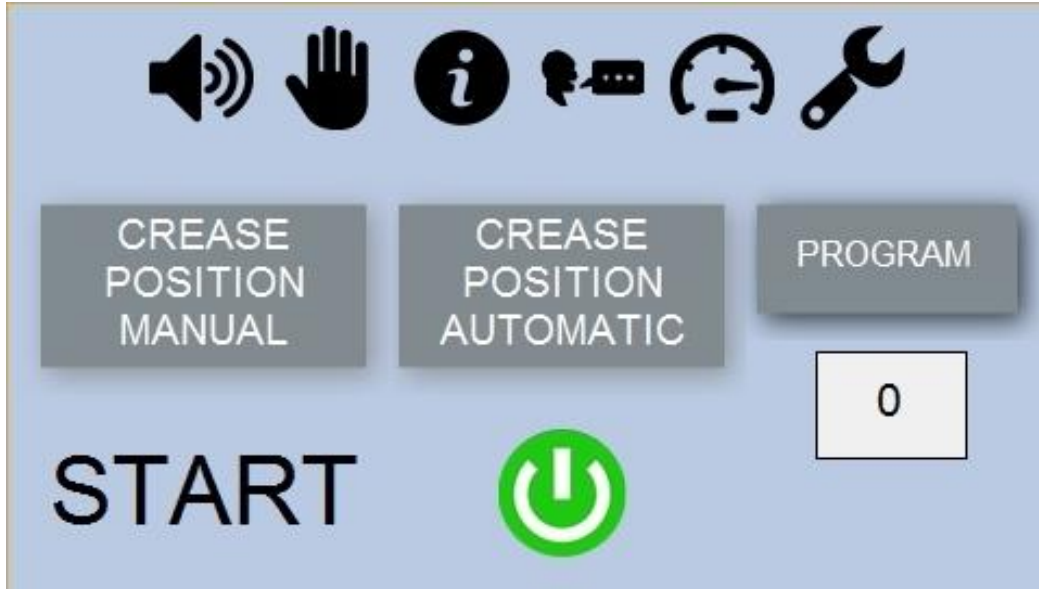 i
CREASE
POSITION
MANUAL
CREASE
POSITION
AUTOMATIC
PROGRAM
0
START